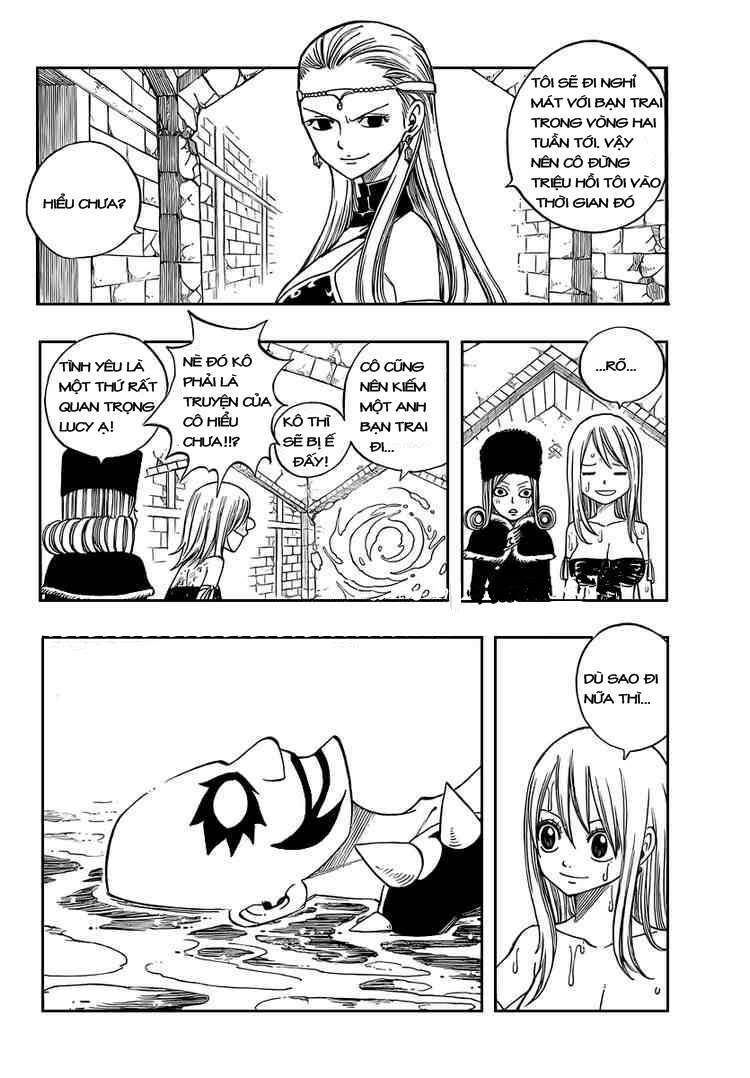 TÔI SẼ ĐI NGHỈ
MÁT VỚI BẠN TRAI
TRONG VÒNG HAI
TUẦN TỚI. VẬY
NÊN CÔ ĐỪNG
TRIỆU HỒI TÔI VÀO
THỜI GIAN ĐÓ
HIỂU CHƯA?
...RÕ...
CÔ CŨNG
NÊN KIẾM
MỘT ANH
BẠN TRAI
ĐI...
KÔ THÌ
SẼ BỊ Ế
ĐẤY!
NÈ ĐÓ KÔ
PHẢI LÀ
TRUYỆN CỦA
CÔ HIỂU
CHƯA!!?
TÌNH YÊU LÀ
MỘT THỨ RẤT
QUAN TRỌNG
LUCY Ạ!
DÙ SAO ĐI
NỮA THÌ...